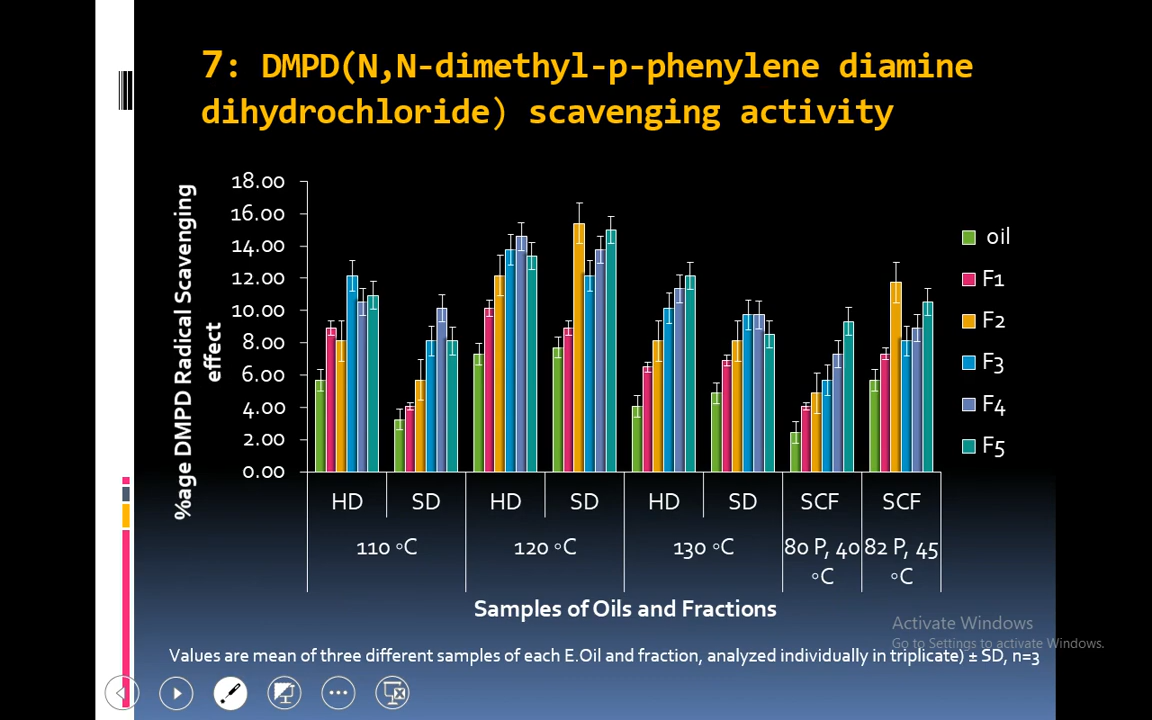 7: DMPD(N,N-dimethyl-p-phenylene diamine
dihydrochloride) scavenging activity
%age DMPD Radical Scavenging
effect
18.00
16.00
14.00
12.00
10.00
8.00
6.00
4.00
2.00
0.00
oil
F1
F2
F3
F4
F5
HD SD HD SD HD SD SCF SCF
110 ◦C 120 ◦C 130 ◦C 80 P, 40 82 P, 45
◦C ◦C
Samples of Oils and Fractions
Activate Windows
Go to Settings to activate Windows.
Values are mean of three different samples of each E.Oil and fraction, analyzed individually in triplicate) ± SD, n=3